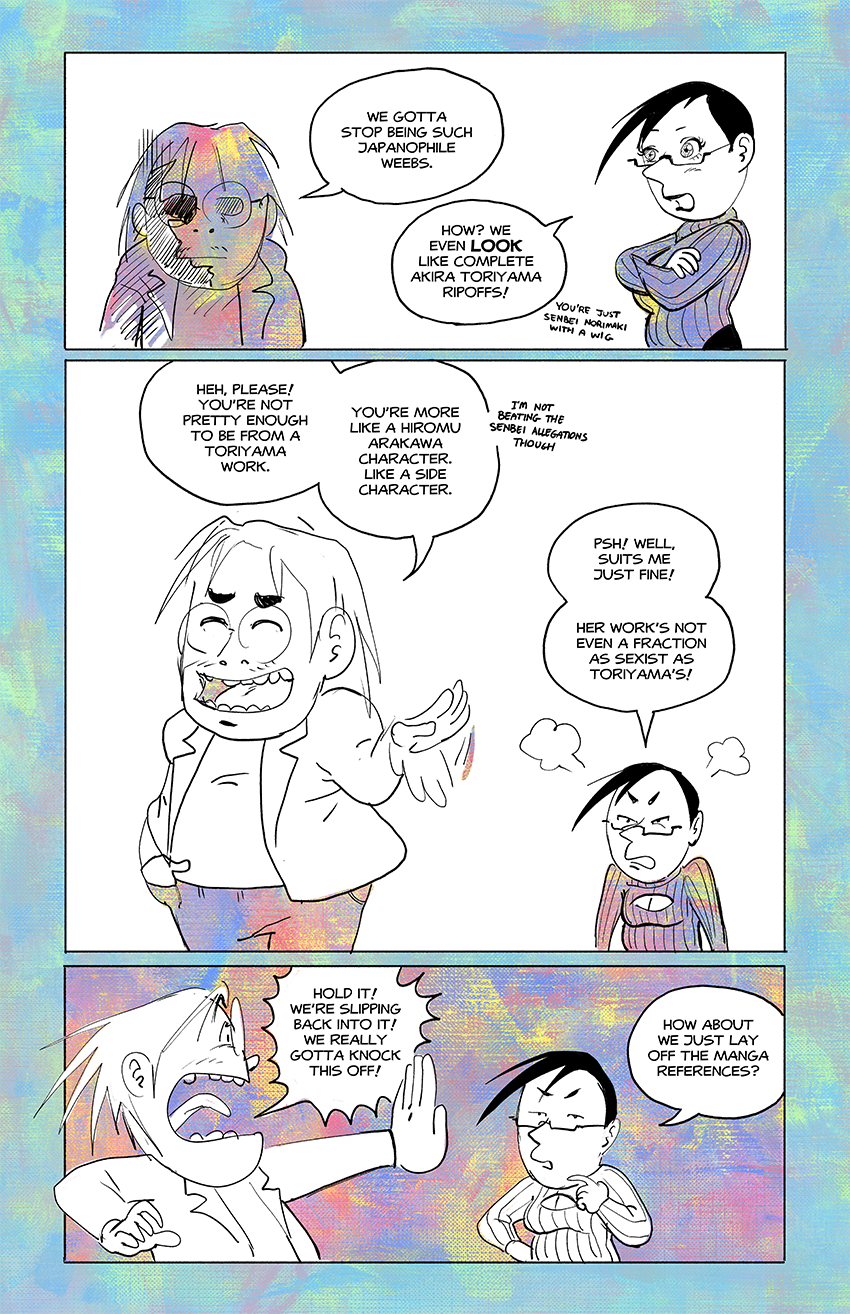 WE GOTTA
STOP BEING SUCH
JAPANOPHILE
WEEBS.
HOW? WE
EVEN LOOK
LIKE COMPLETE
AKIRA TORIYAMA
RIPOFFS!
YOU'RE JUST
SENBEI NORIMAKI
WITH A WIG
HEH, PLEASE!
YOU'RE NOT
PRETTY ENOUGH
TO BE FROM A
TORIYAMA
WORK.
YOU'RE MORE
LIKE A HIROMU
ARAKAWA
CHARACTER.
LIKE A SIDE
CHARACTER.
I'M NOT
BEATING THE
SENBEI ALLEGATIONS
THOUGH
PSH! WELL,
SUITS ME
JUST FINE!
HER WORK'S NOT
EVEN A FRACTION
AS SEXIST AS
TORIYAMA'S!
HOLD IT!
WE'RE SLIPPING
BACK INTO IT!
WE REALLY
GOTTA KNOCK
THIS OFF!
HOW ABOUT
WE JUST LAY
OFF THE MANGA
REFERENCES?